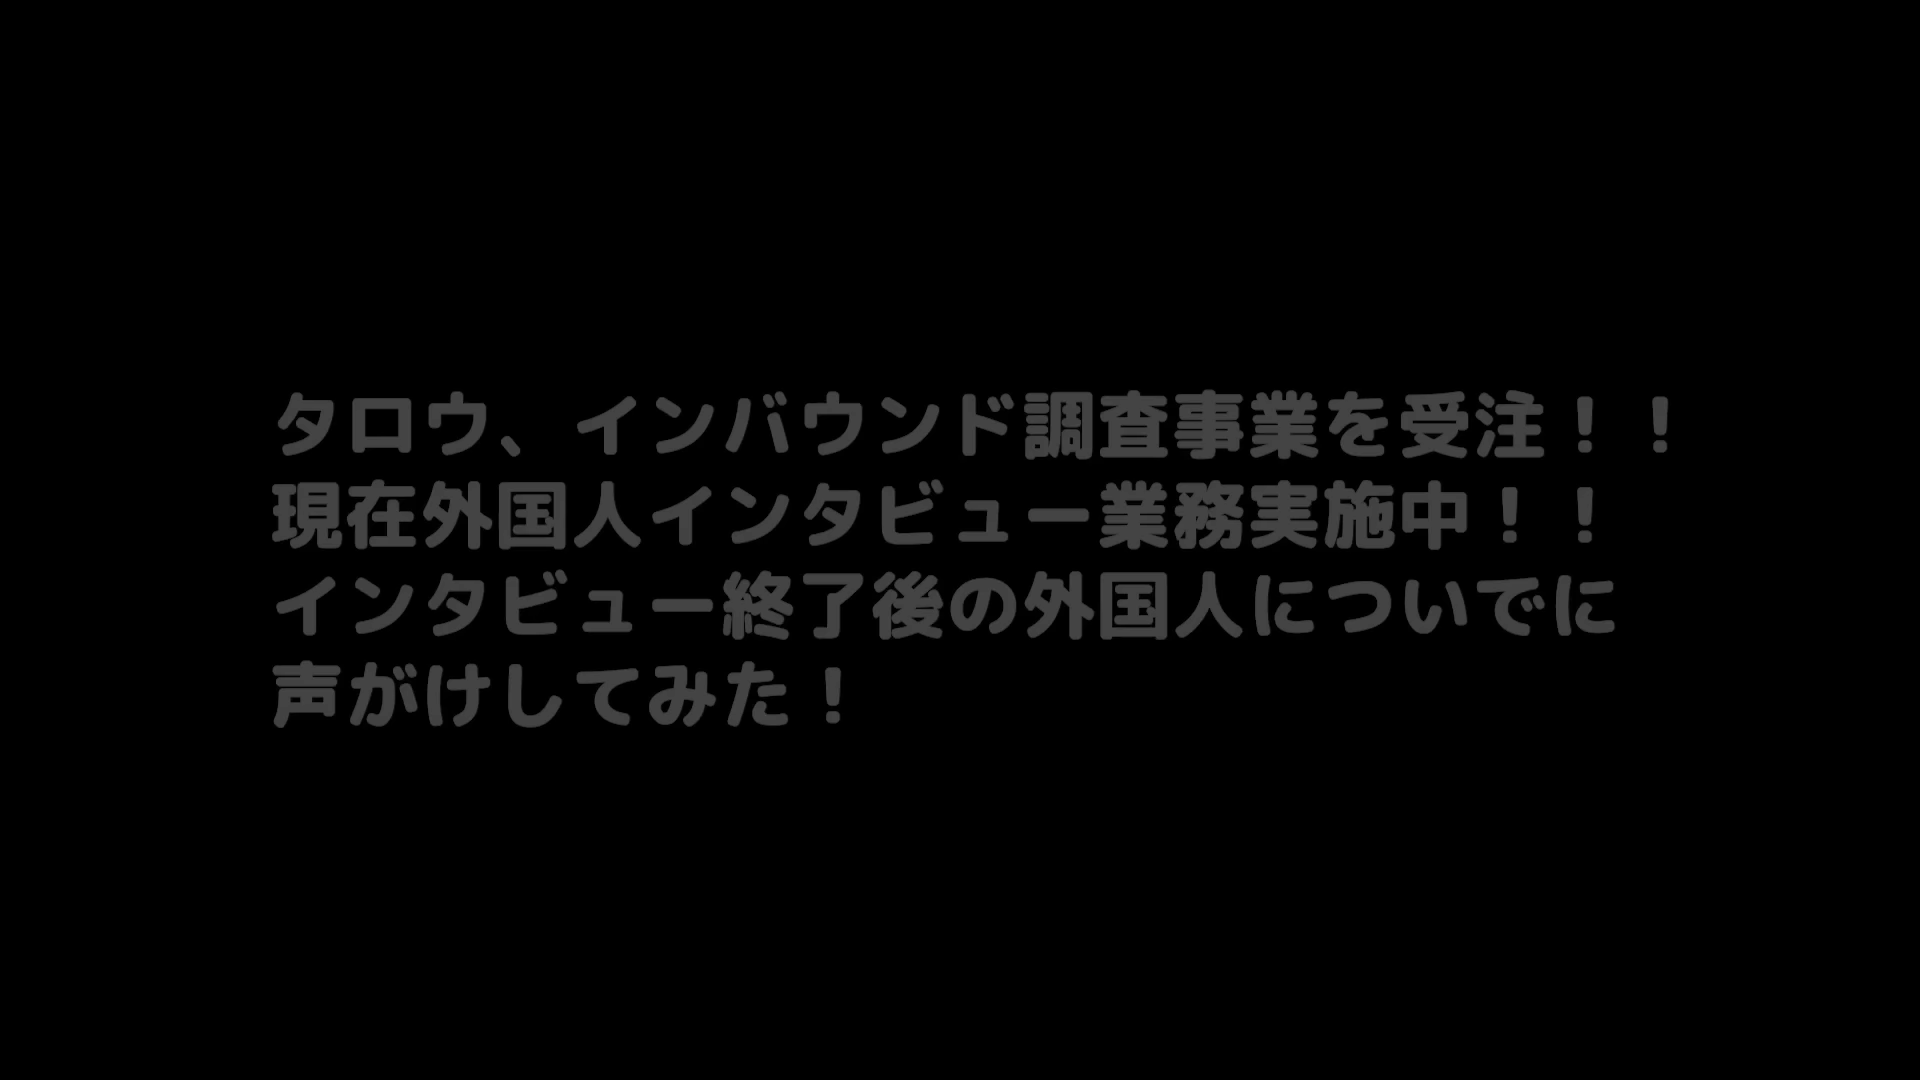 タロウ、インバウンド調査事業を受注！！
現在外国人インタビュー業務実施中！！
インタビュー終了後の外国人についでに
声がけしてみた！